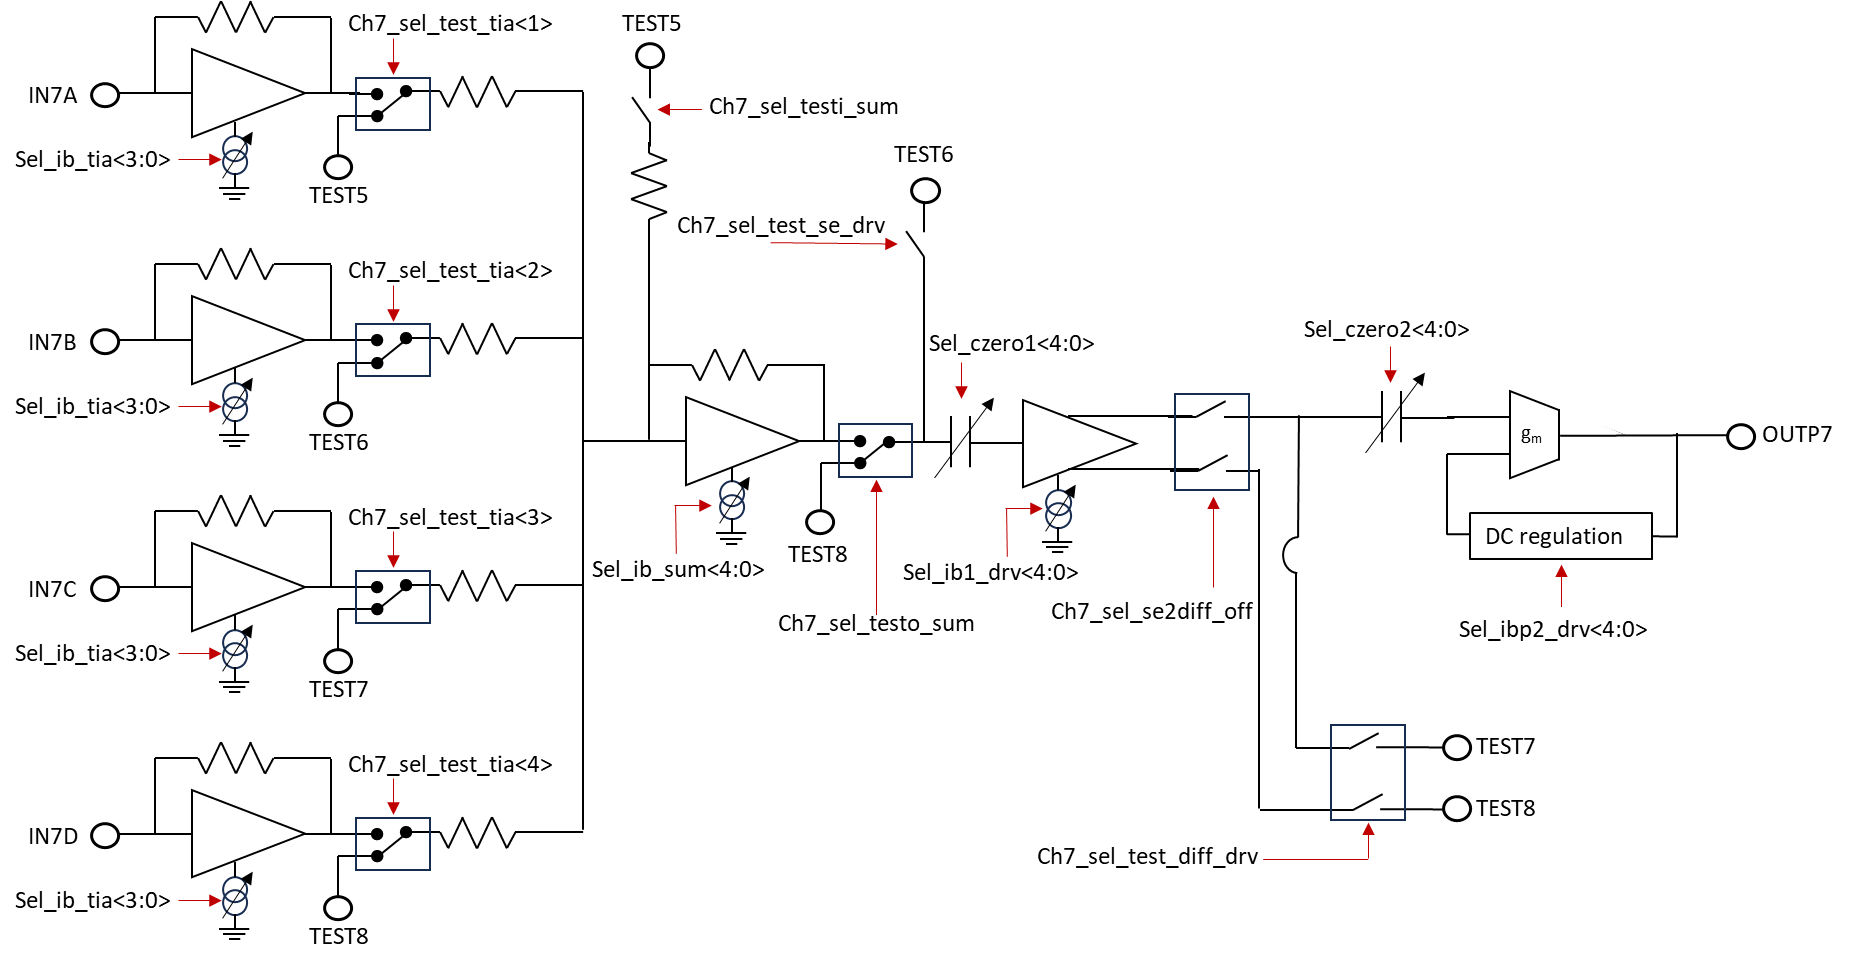 Ch7_sel_test_tia<1>
TEST5
IN7A
Ch7_sel_testi_sum
Sel_ib_tia<3:0>
TEST5
TEST6
Ch7_sel_test_se_drv
Ch7_sel_test_tia<2>
IN7B
Sel_czero1<4:0>
Sel_czero2<4:0>
Sel_ib_tia<3:0>
TEST6
gm
OUTP7
Ch7_sel_test_tia<3>
DC regulation
TEST8
IN7C
Sel_ib_sum<4:0>
Sel_ib1_drv<4:0>
Ch7_sel_se2diff_off
Ch7_sel_testo_sum
Sel_ibp2_drv<4:0>
Sel_ib_tia<3:0>
TEST7
Ch7_sel_test_tia<4>
TEST7
IN7D
TEST8
Ch7_sel_test_diff_drv
Sel_ib_tia<3:0>
TEST8